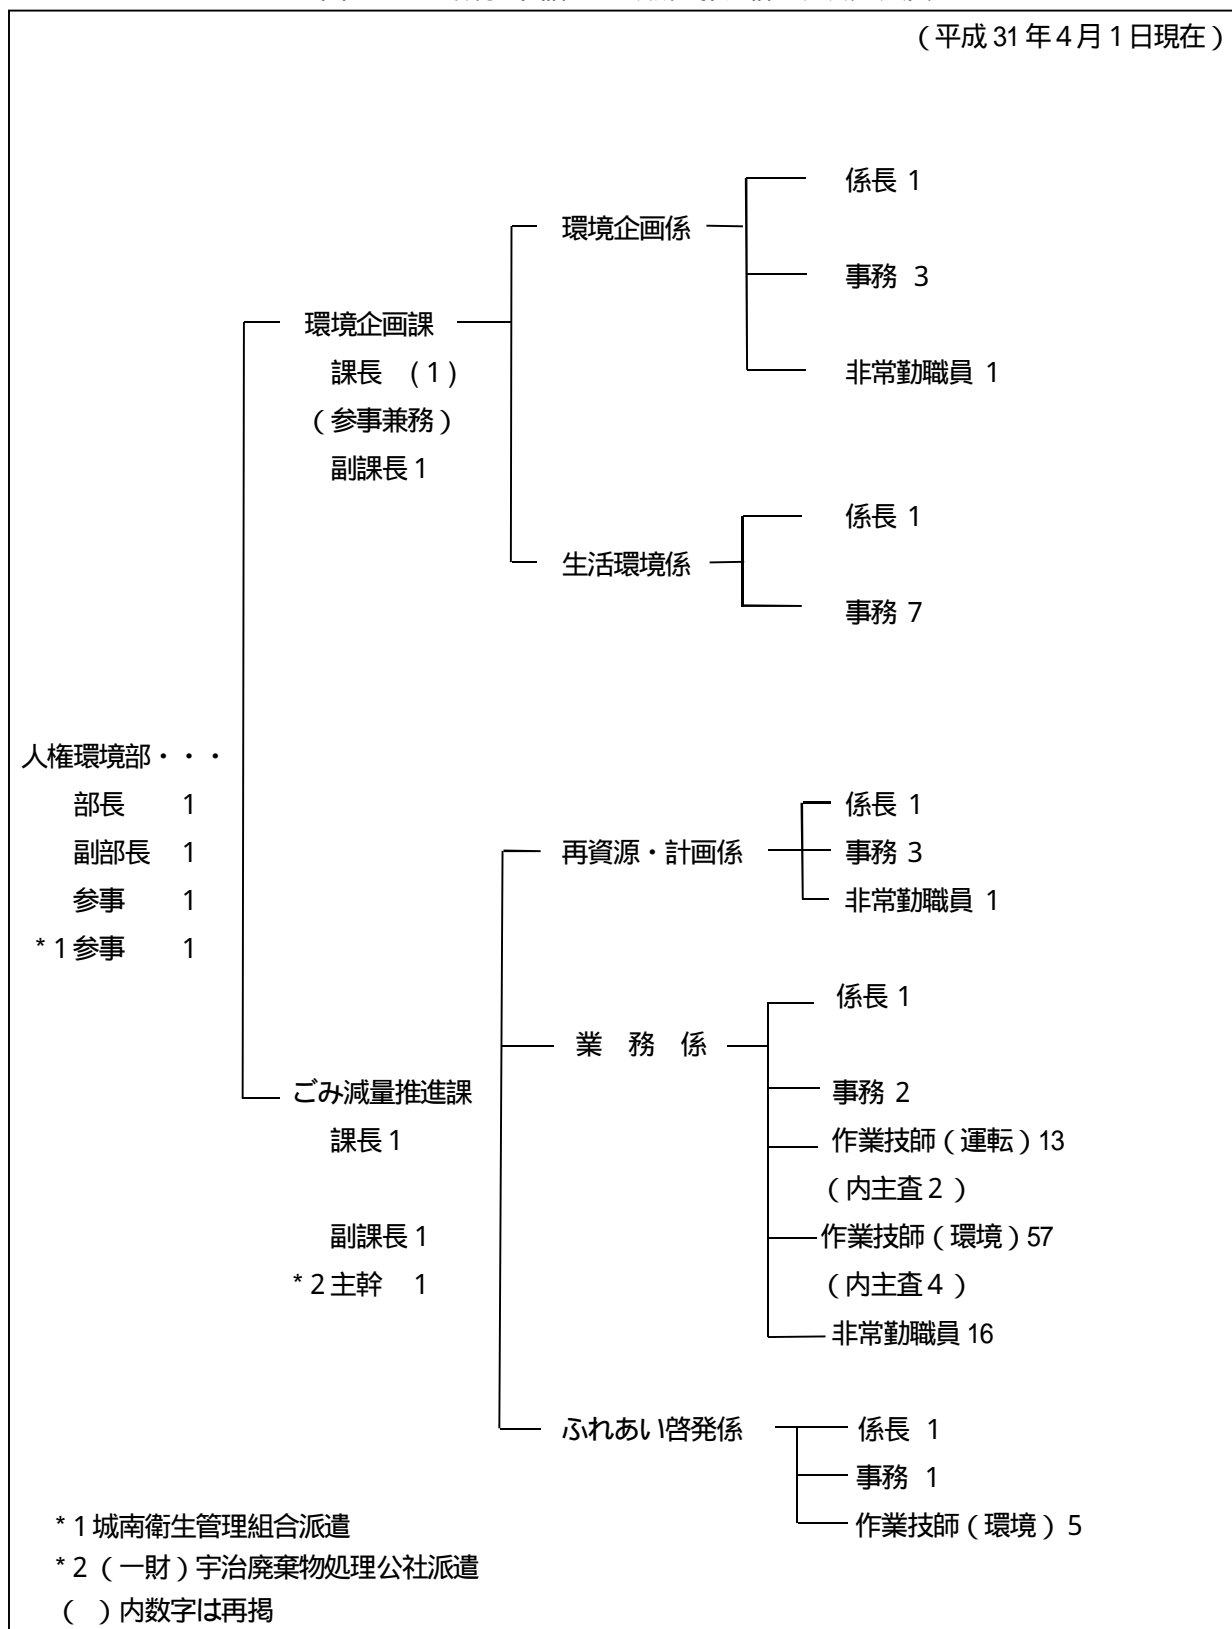 (平成31年4月1日現在)
係長 1
環境企画係
事務 3
環境企画課
課長 (1)
非常勤職員 1
(参事兼務)
副課長1
係長 1
生活環境係
事務 7
人権環境部・・・
部長 1
副部長 1
参事 1
*1参事 1
再資源・計画係
係長 1
事務 3
非常勤職員 1
係長 1
業 務 係
ごみ減量推進課
課長1
副課長1
*2主幹 1
事務 2
作業技師(運転)13
(内主査2)
作業技師(環境)57
(内主査4)
非常勤職員 16
ふれあい啓発係
係長 1
事務 1
作業技師(環境) 5
*1城南衛生管理組合派遣
*2(一財)宇治廃棄物処理公社派遣
( )内数字は再掲